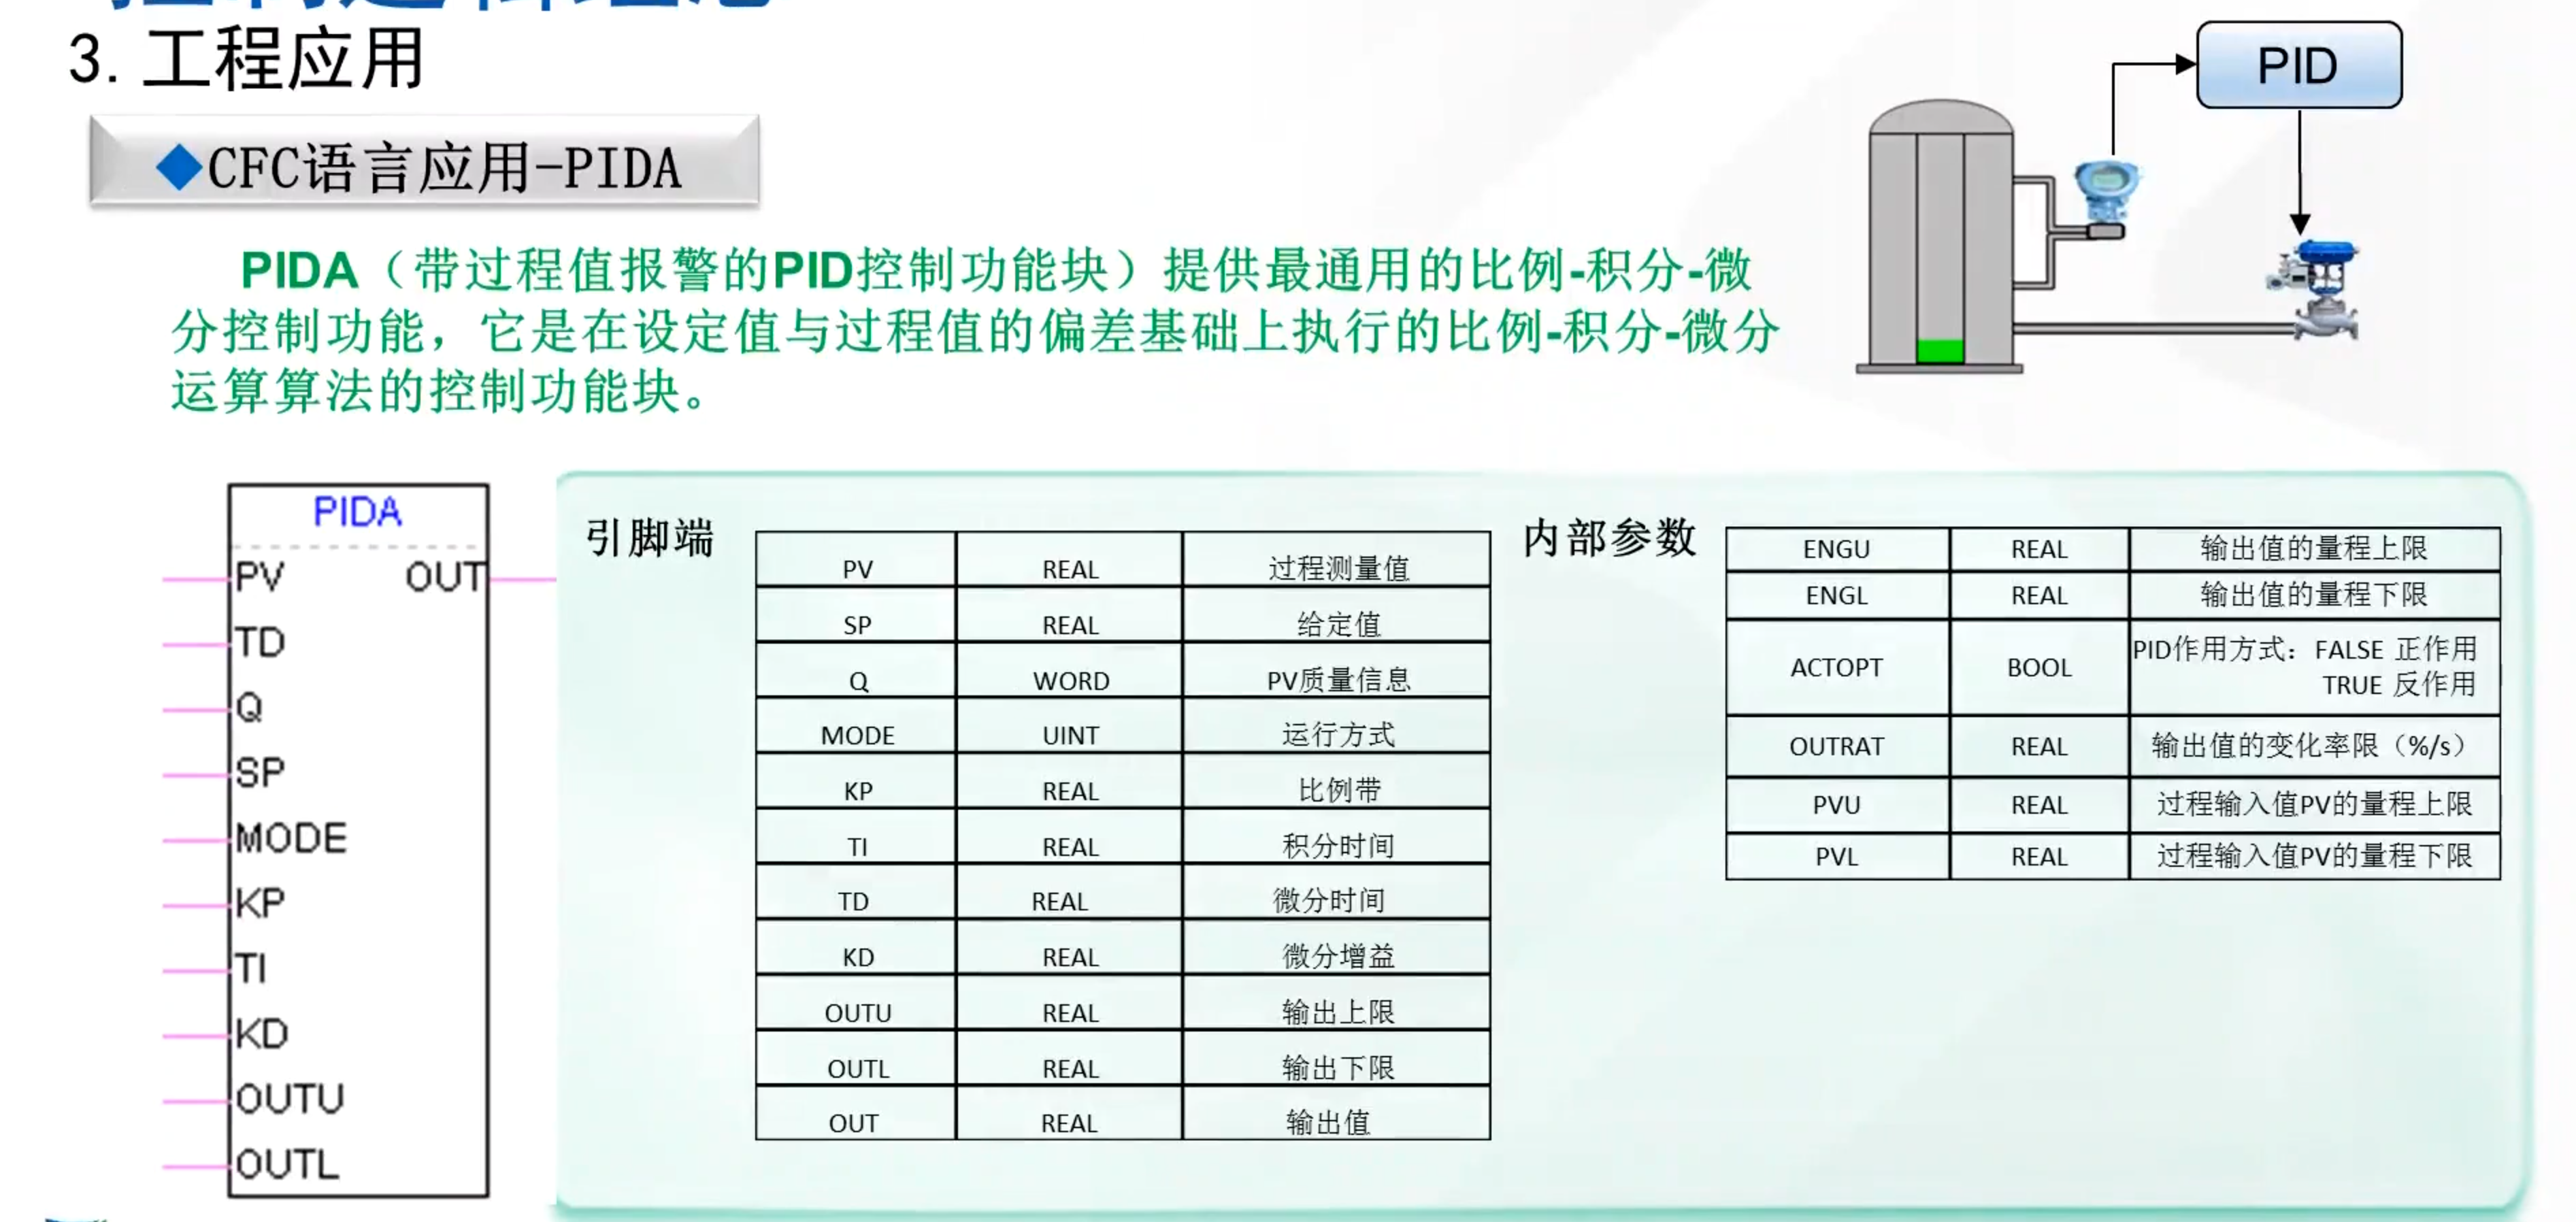 3. 工程应用
◆CFC语言应用-PIDA
PIDA（带过程值报警的PID控制功能块）提供最通用的比例-积分-微
分控制功能，它是在设定值与过程值的偏差基础上执行的比例-积分-微分
运算算法的控制功能块。
PID
PIDA
PV OUT
TD
Q
SP
MODE
KP
TI
KD
OUTU
OUTL
引脚端
PV REAL 过程测量值
SP REAL 给定值
Q WORD PV质量信息
MODE UINT 运行方式
KP REAL 比例带
TI REAL 积分时间
TD REAL 微分时间
KD REAL 微分增益
OUTU REAL 输出上限
OUTL REAL 输出下限
OUT REAL 输出值
内部参数
ENGU REAL 输出值的量程上限
ENGL REAL 输出值的量程下限
ACTOPT BOOL PID作用方式：FALSE 正作用
TRUE 反作用
OUTRAT REAL 输出值的变化率限（%/s）
PVU REAL 过程输入值PV的量程上限
PVL REAL 过程输入值PV的量程下限